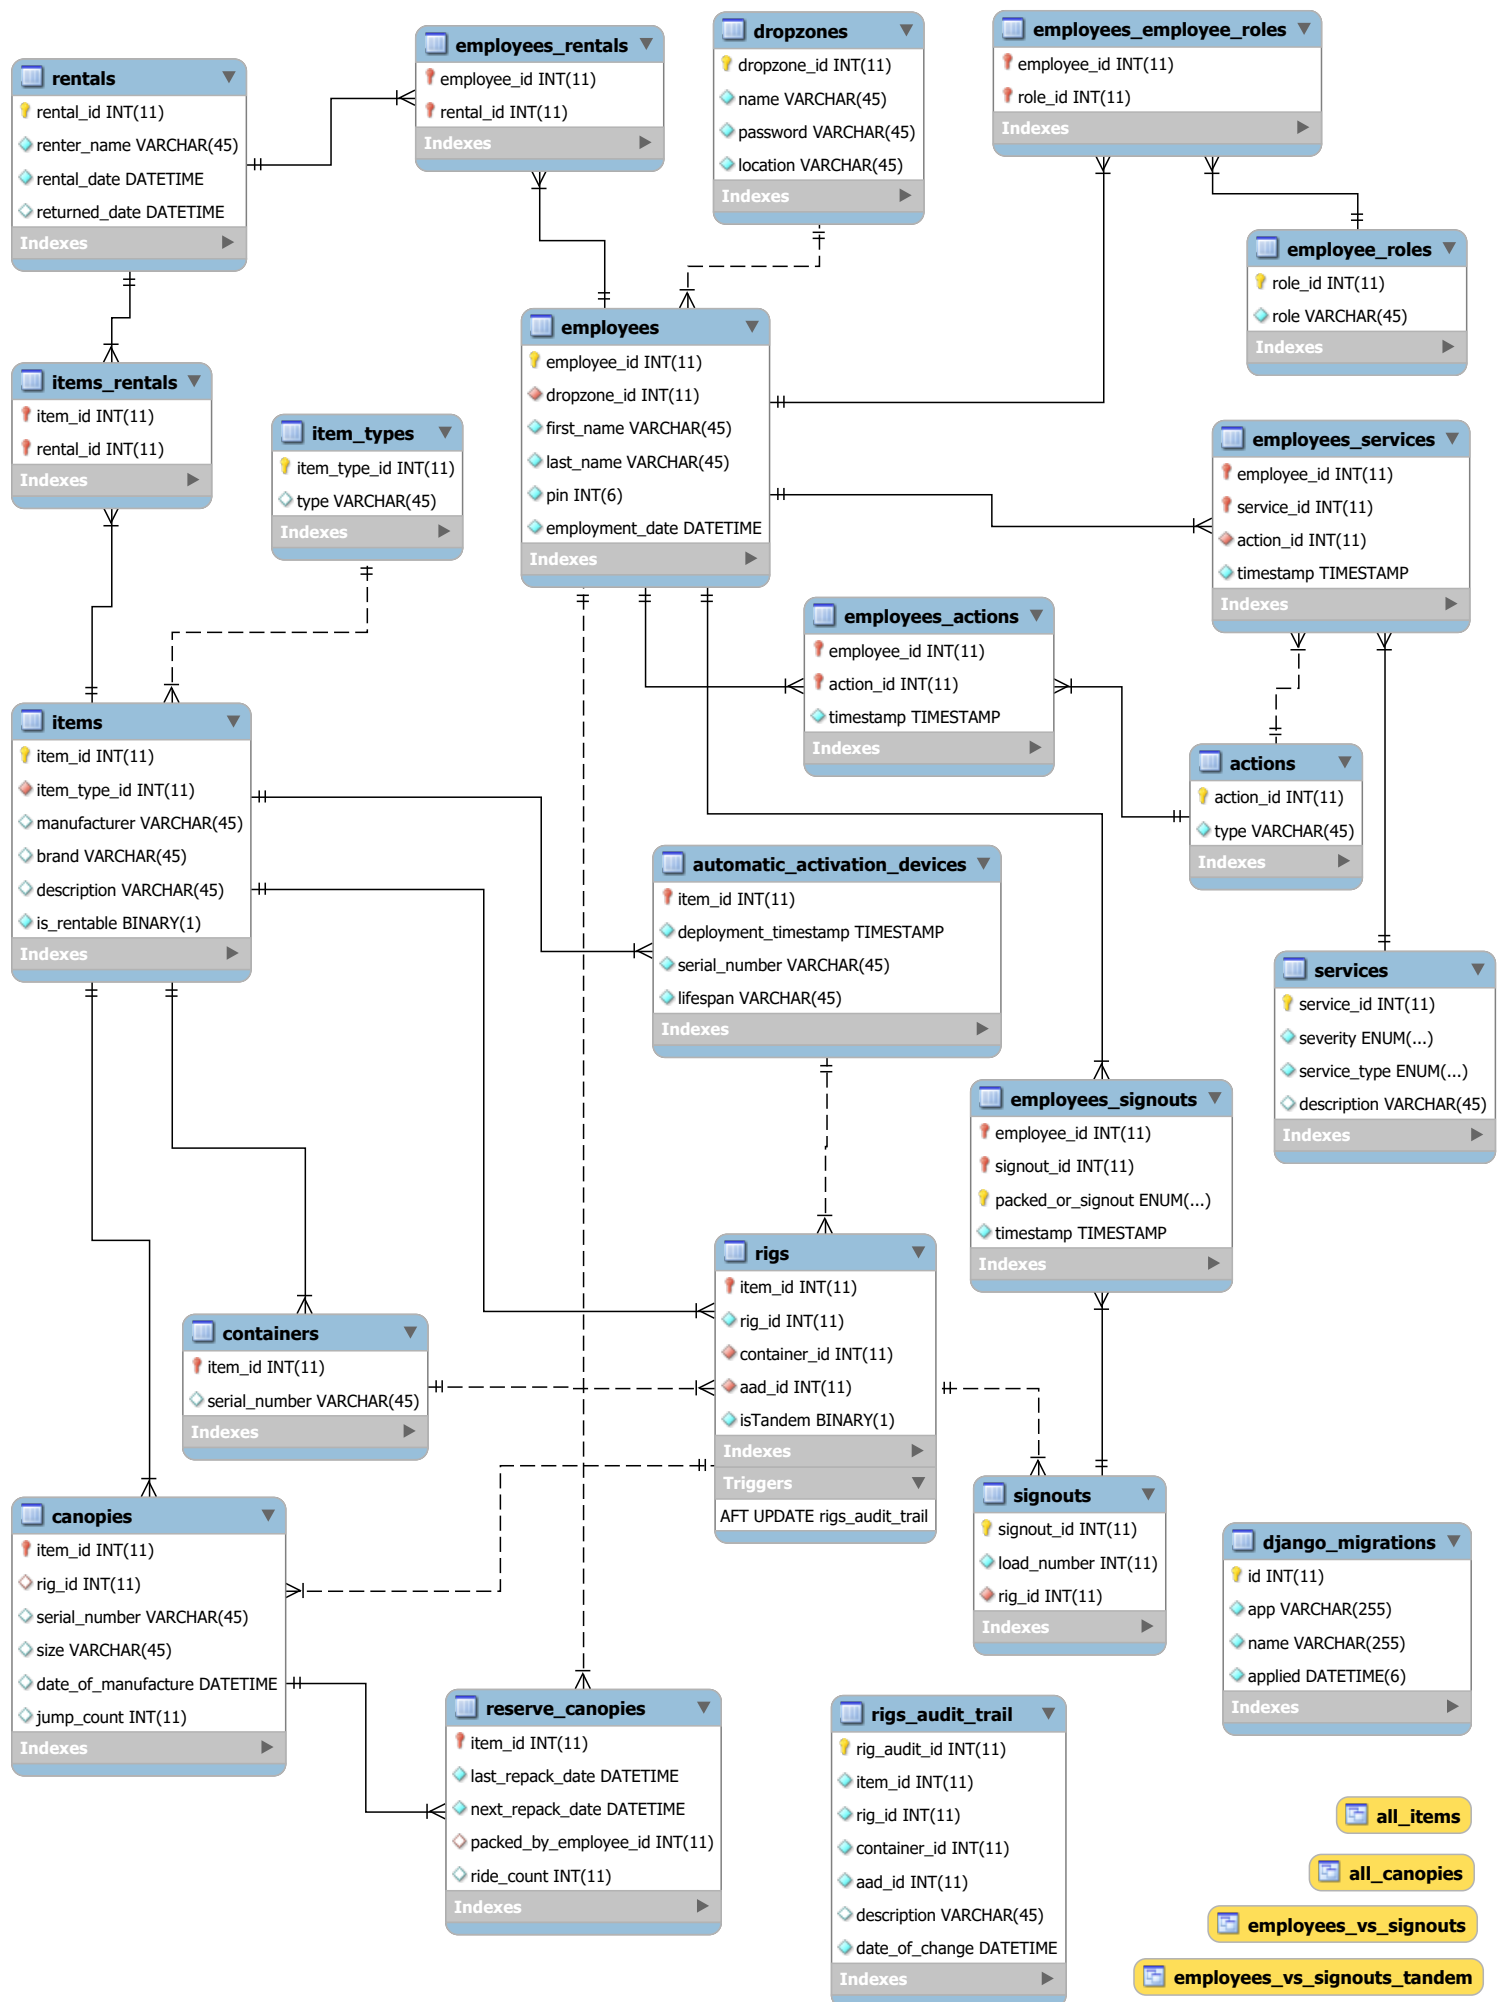 rentals
rental_id INT(11)
renter_name VARCHAR(45)
rental_date DATETIME
returned_date DATETIME
Indexes
employees_rentals
employee_id INT(11)
rental_id INT(11)
Indexes
dropzones
dropzone_id INT(11)
name VARCHAR(45)
password VARCHAR(45)
location VARCHAR(45)
Indexes
employees_employee_roles
employee_id INT(11)
role_id INT(11)
Indexes
employee_roles
role_id INT(11)
role VARCHAR(45)
Indexes
items_rentals
item_id INT(11)
rental_id INT(11)
Indexes
item_types
item_type_id INT(11)
type VARCHAR(45)
Indexes
employees
employee_id INT(11)
dropzone_id INT(11)
first_name VARCHAR(45)
last_name VARCHAR(45)
pin INT(6)
employment_date DATETIME
Indexes
employees_services
employee_id INT(11)
service_id INT(11)
action_id INT(11)
timestamp TIMESTAMP
Indexes
employees_actions
employee_id INT(11)
action_id INT(11)
timestamp TIMESTAMP
Indexes
items
item_id INT(11)
item_type_id INT(11)
manufacturer VARCHAR(45)
brand VARCHAR(45)
description VARCHAR(45)
is_rentable BINARY(1)
Indexes
actions
action_id INT(11)
type VARCHAR(45)
Indexes
automatic_activation_devices
item_id INT(11)
deployment_timestamp TIMESTAMP
serial_number VARCHAR(45)
lifespan VARCHAR(45)
Indexes
services
service_id INT(11)
severity ENUM(...)
service_type ENUM(...)
description VARCHAR(45)
Indexes
employees_signouts
employee_id INT(11)
signout_id INT(11)
packed_or_signout ENUM(...)
timestamp TIMESTAMP
Indexes
rigs
item_id INT(11)
rig_id INT(11)
container_id INT(11)
aad_id INT(11)
isTandem BINARY(1)
Indexes
Triggers
AFT UPDATE rigs_audit_trail
containers
item_id INT(11)
serial_number VARCHAR(45)
Indexes
canopies
item_id INT(11)
rig_id INT(11)
serial_number VARCHAR(45)
size VARCHAR(45)
date_of_manufacture DATETIME
jump_count INT(11)
Indexes
signouts
signout_id INT(11)
load_number INT(11)
rig_id INT(11)
Indexes
django_migrations
id INT(11)
app VARCHAR(255)
name VARCHAR(255)
applied DATETIME(6)
Indexes
reserve_canopies
item_id INT(11)
last_repack_date DATETIME
next_repack_date DATETIME
packed_by_employee_id INT(11)
ride_count INT(11)
Indexes
rigs_audit_trail
rig_audit_id INT(11)
item_id INT(11)
rig_id INT(11)
container_id INT(11)
aad_id INT(11)
description VARCHAR(45)
date_of_change DATETIME
Indexes
all_items
all_canopies
employees_vs_signouts
employees_vs_signouts_tandem